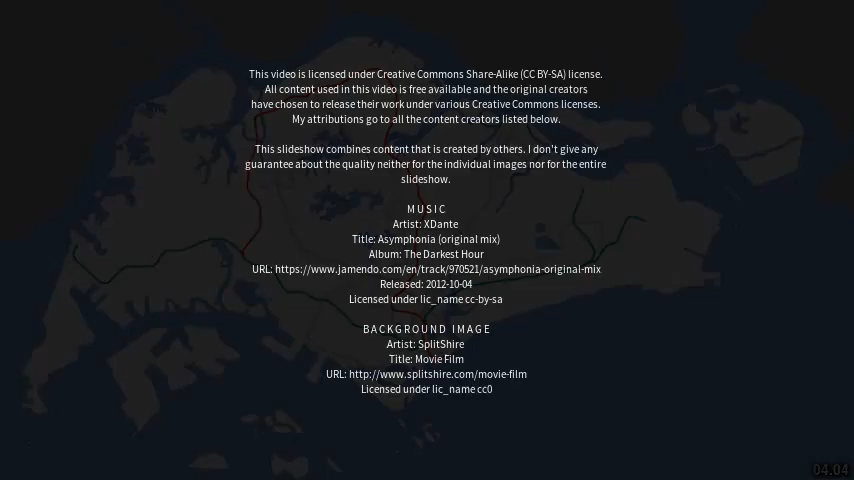 This video is licensed under Creative Commons Share-Alike (CC BY-SA) license.
All content used in this video is free available and the original creators
have chosen to release their work under various Creative Commons licenses.
My attributions go to all the content creators listed below.
This slideshow combines content that is created by others. I don't give any
guarantee about the quality neither for the individual images nor for the entire
slideshow.
MUSIC
Artist: XDante
Title: Asymphonia (original mix)
Album: The Darkest Hour
URL: https://www.jamendo.com/en/track/970521/asymphonia-original-mix
Released: 2012-10-04
Licensed under lic_name cc-by-sa
BACKGROUND IMAGE
Artist: SplitShire
Title: Movie Film
URL: http://www.splitshire.com/movie-film
Licensed under lic_name cc0
04.04